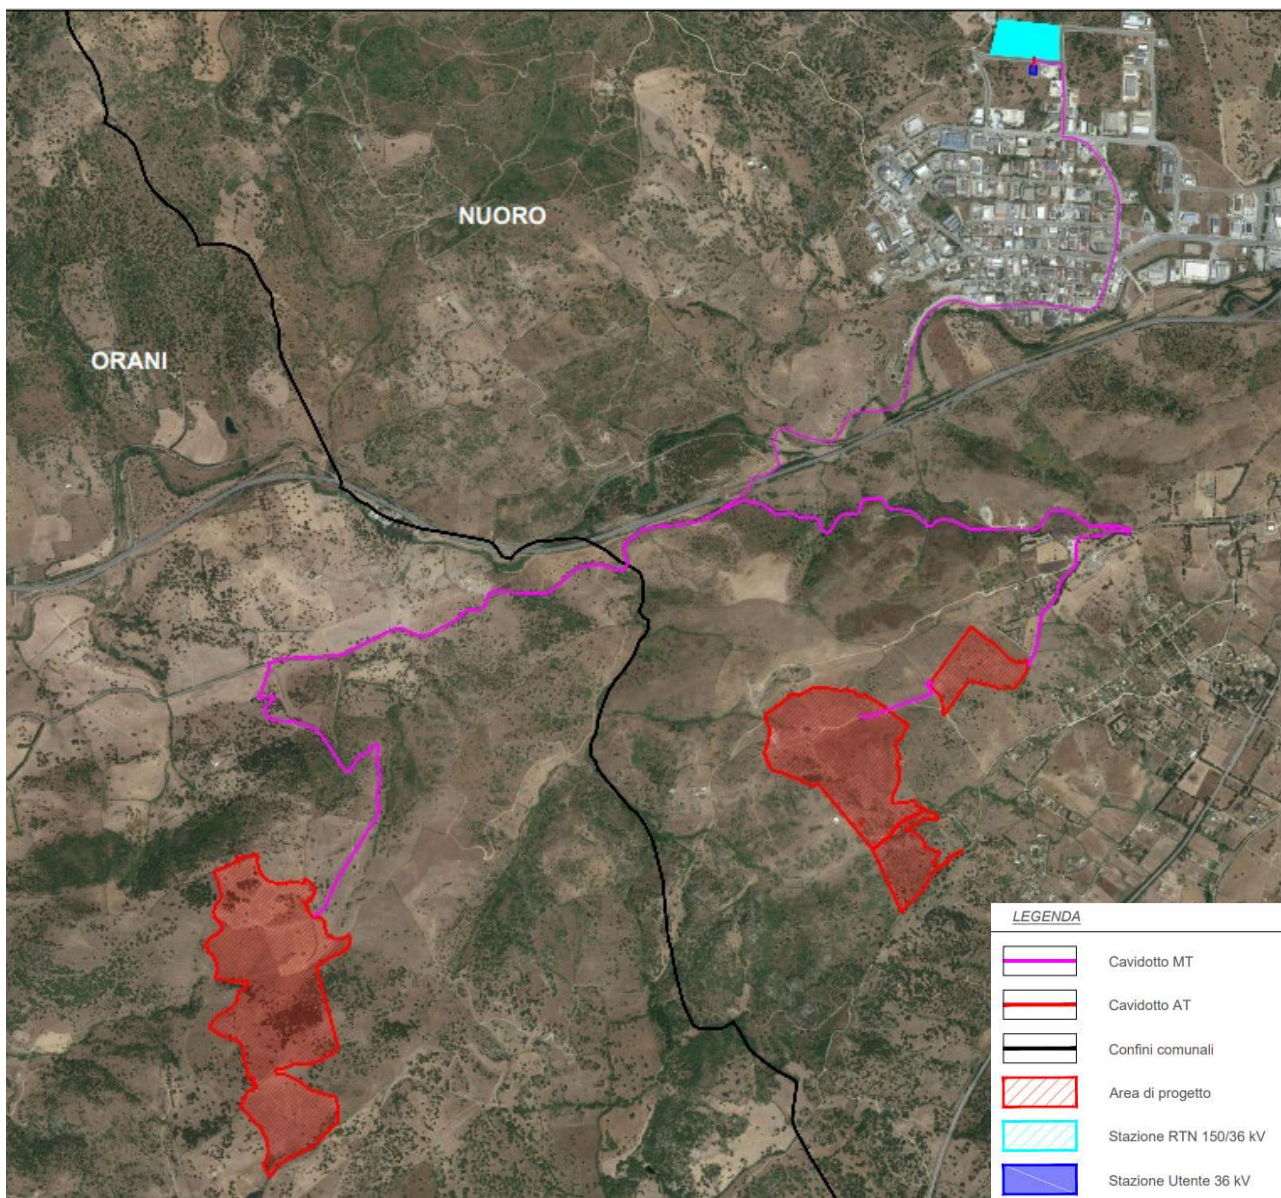 NUORO
ORANI
LEGENDA
Cavidotto MT
Cavidotto AT
Confini comunali
Area di progetto
Stazione RTN 150/36 kV
Stazione Utente 36 kV